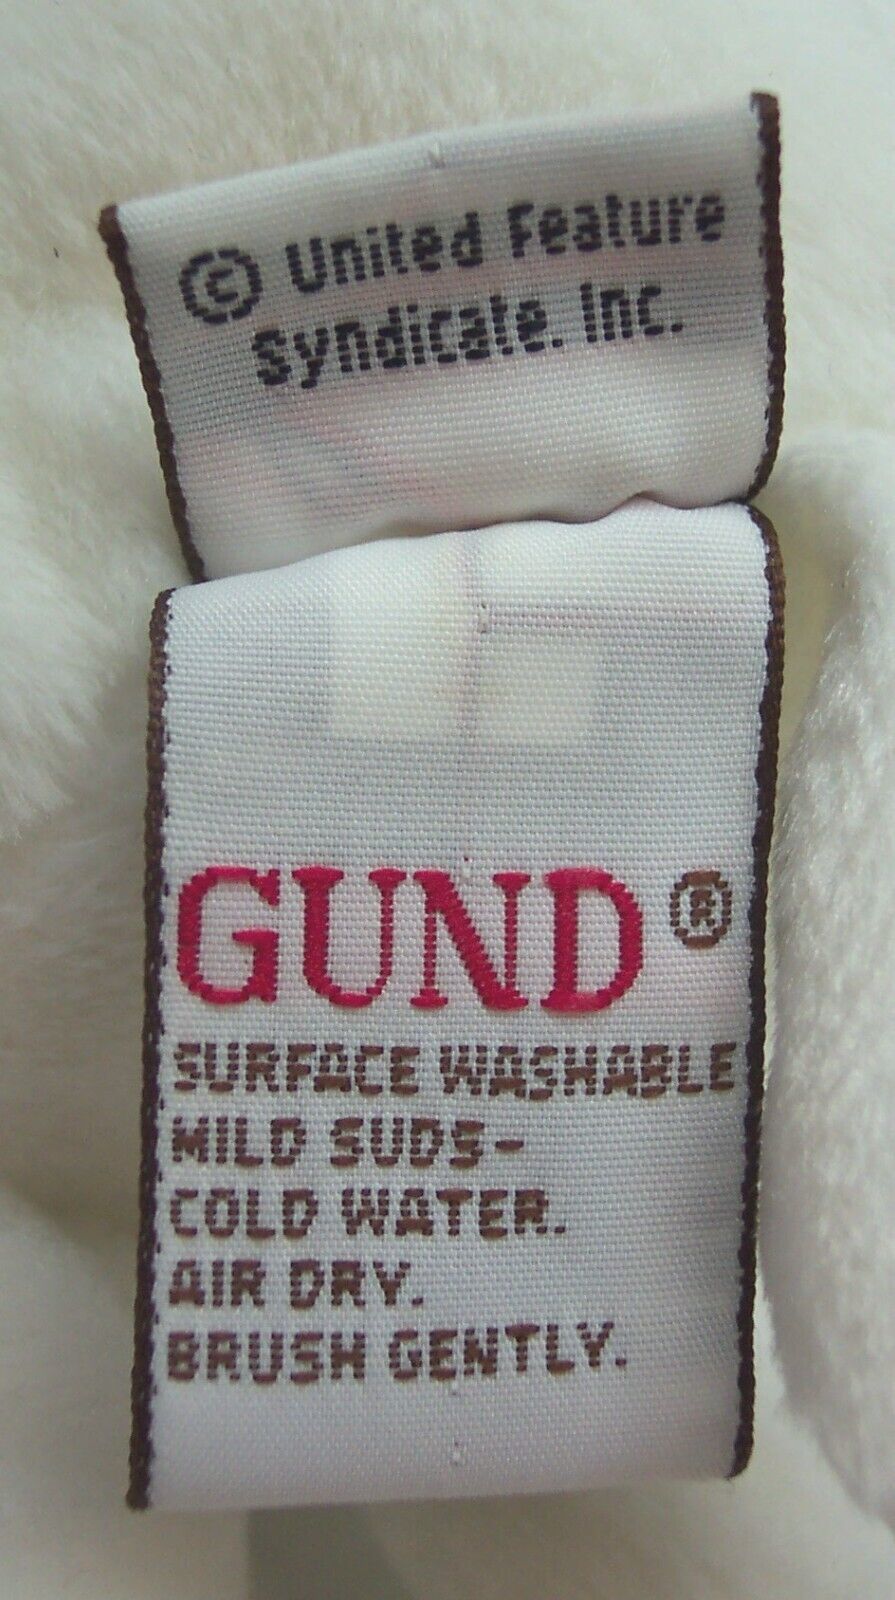 © United Feature
Syndicate. Inc.
GUND®
SURFACE WASHABLE
MILD SUDS-
COLD WATER.
AIR DRY.
BRUSH GENTLY.